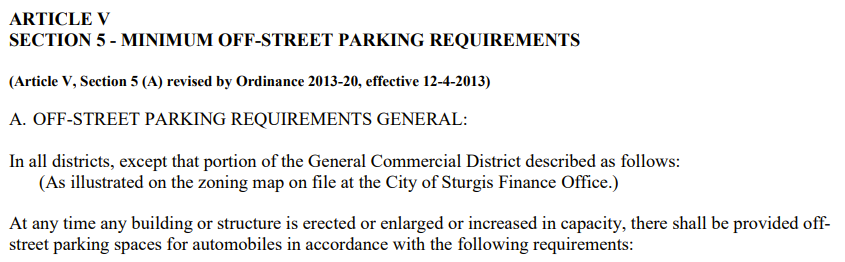 ARTICLE V
SECTION 5 - MINIMUM OFF-STREET PARKING REQUIREMENTS
(Article V, Section 5 (A) revised by Ordinance 2013-20, effective 12-4-2013)
A. OFF-STREET PARKING REQUIREMENTS GENERAL:
In all districts, except that portion of the General Commercial District described as follows:
(As illustrated on the zoning map on file at the City of Sturgis Finance Office.)
At any time any building or structure is erected or enlarged or increased in capacity, there shall be provided off-
street parking spaces for automobiles in accordance with the following requirements: